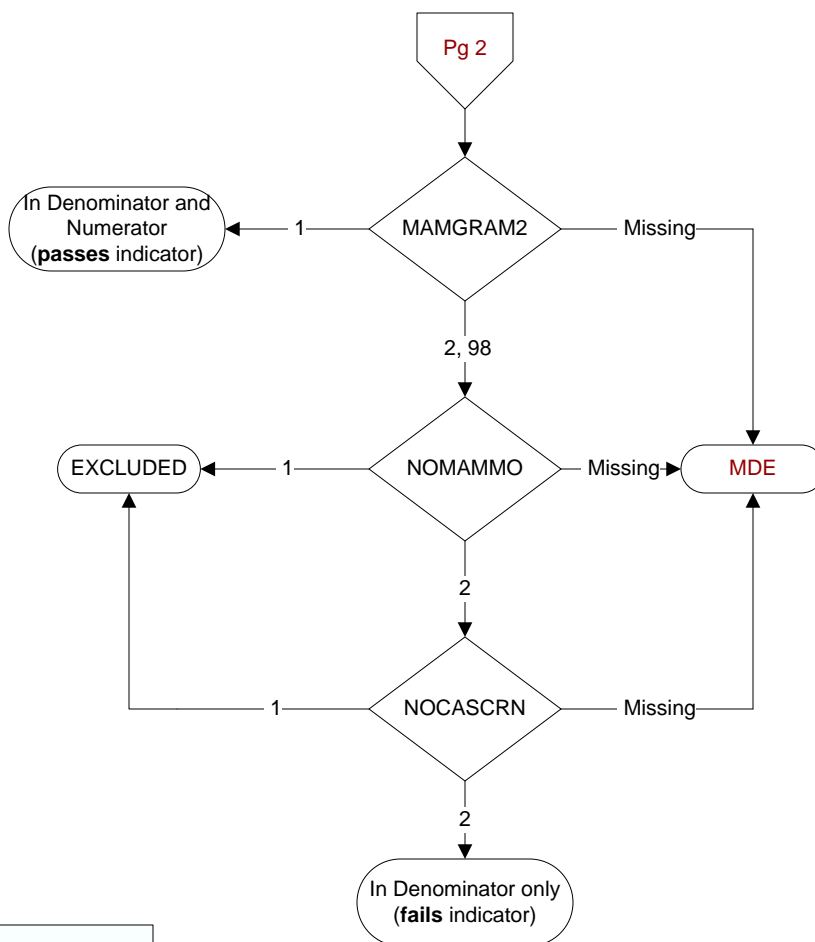 Pg 2
In Denominator and
Numerator
(passes indicator)
1
MAMGRAM2
Missing
2, 98
EXCLUDED
1
NOMAMMO
Missing
MDE
2
1
NOCASCRN
Missing
2
In Denominator only
(fails indicator)